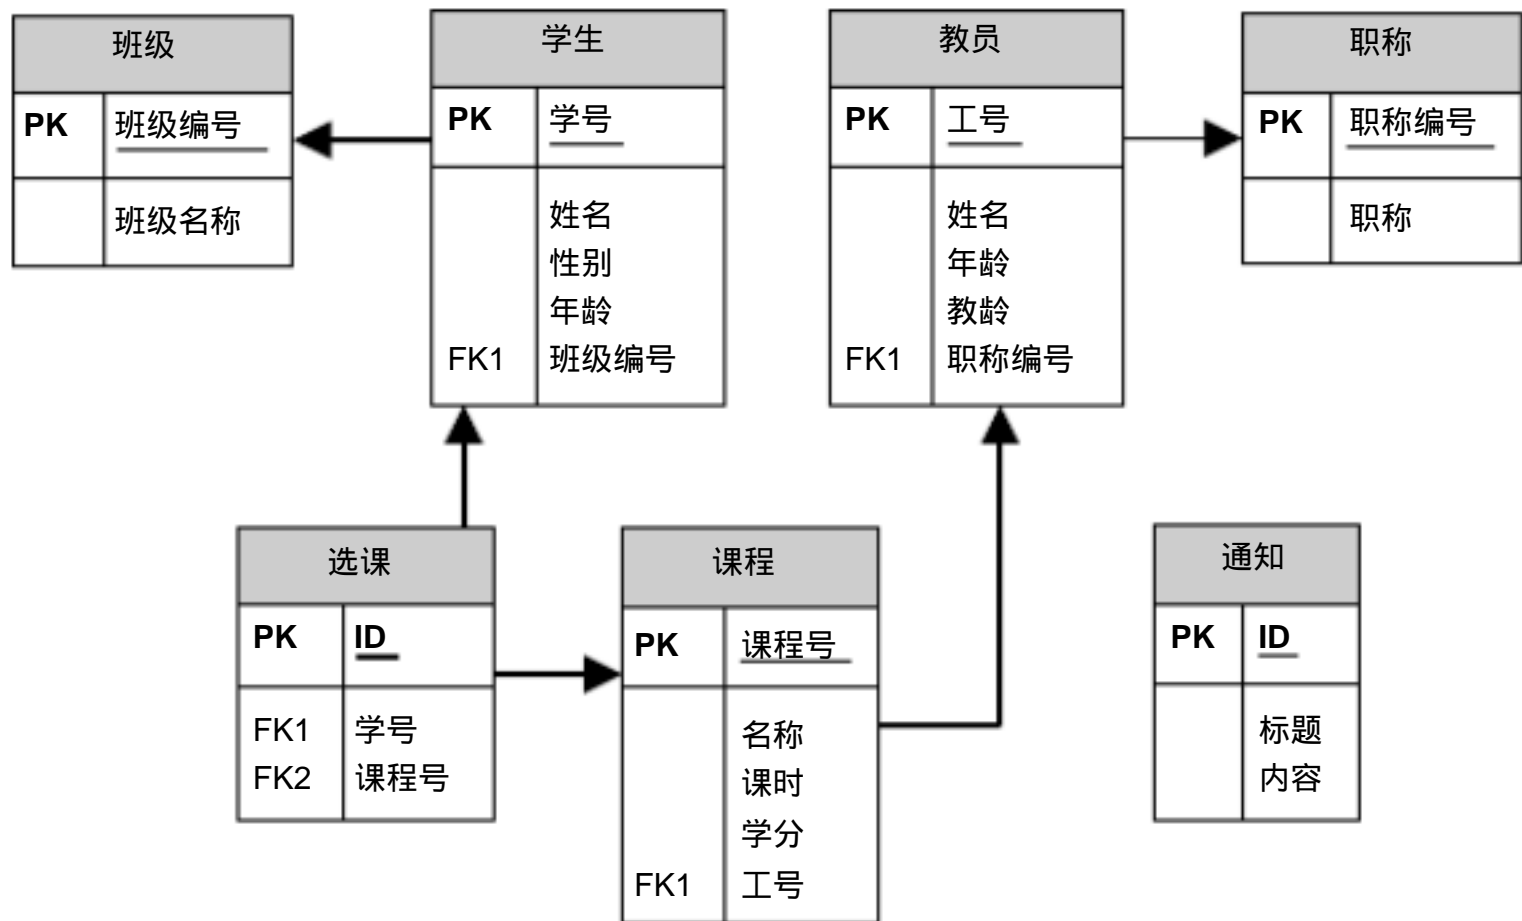 班级
PK 班级编号
班级名称
学生
PK 学号
姓名
性别
年龄
FK1 班级编号
教员
PK 工号
姓名
年龄
教龄
FK1 职称编号
职称
PK 职称编号
职称
选课
PK ID
FK1 学号
FK2 课程号
课程
PK 课程号
名称
课时
学分
FK1 工号
通知
PK ID
标题
内容